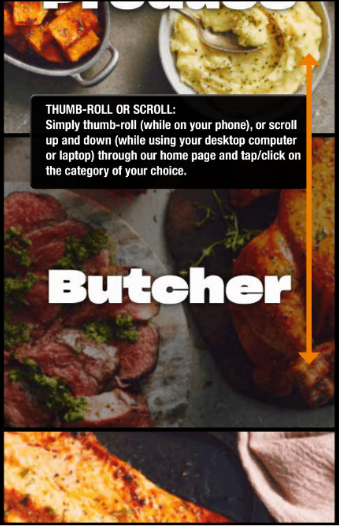 Produce
THUMB-ROLL OR SCROLL:
Simply thumb-roll (while on your phone), or scroll
up and down (while using your desktop computer
or laptop) through our home page and tap/click on
the category of your choice.
Butcher